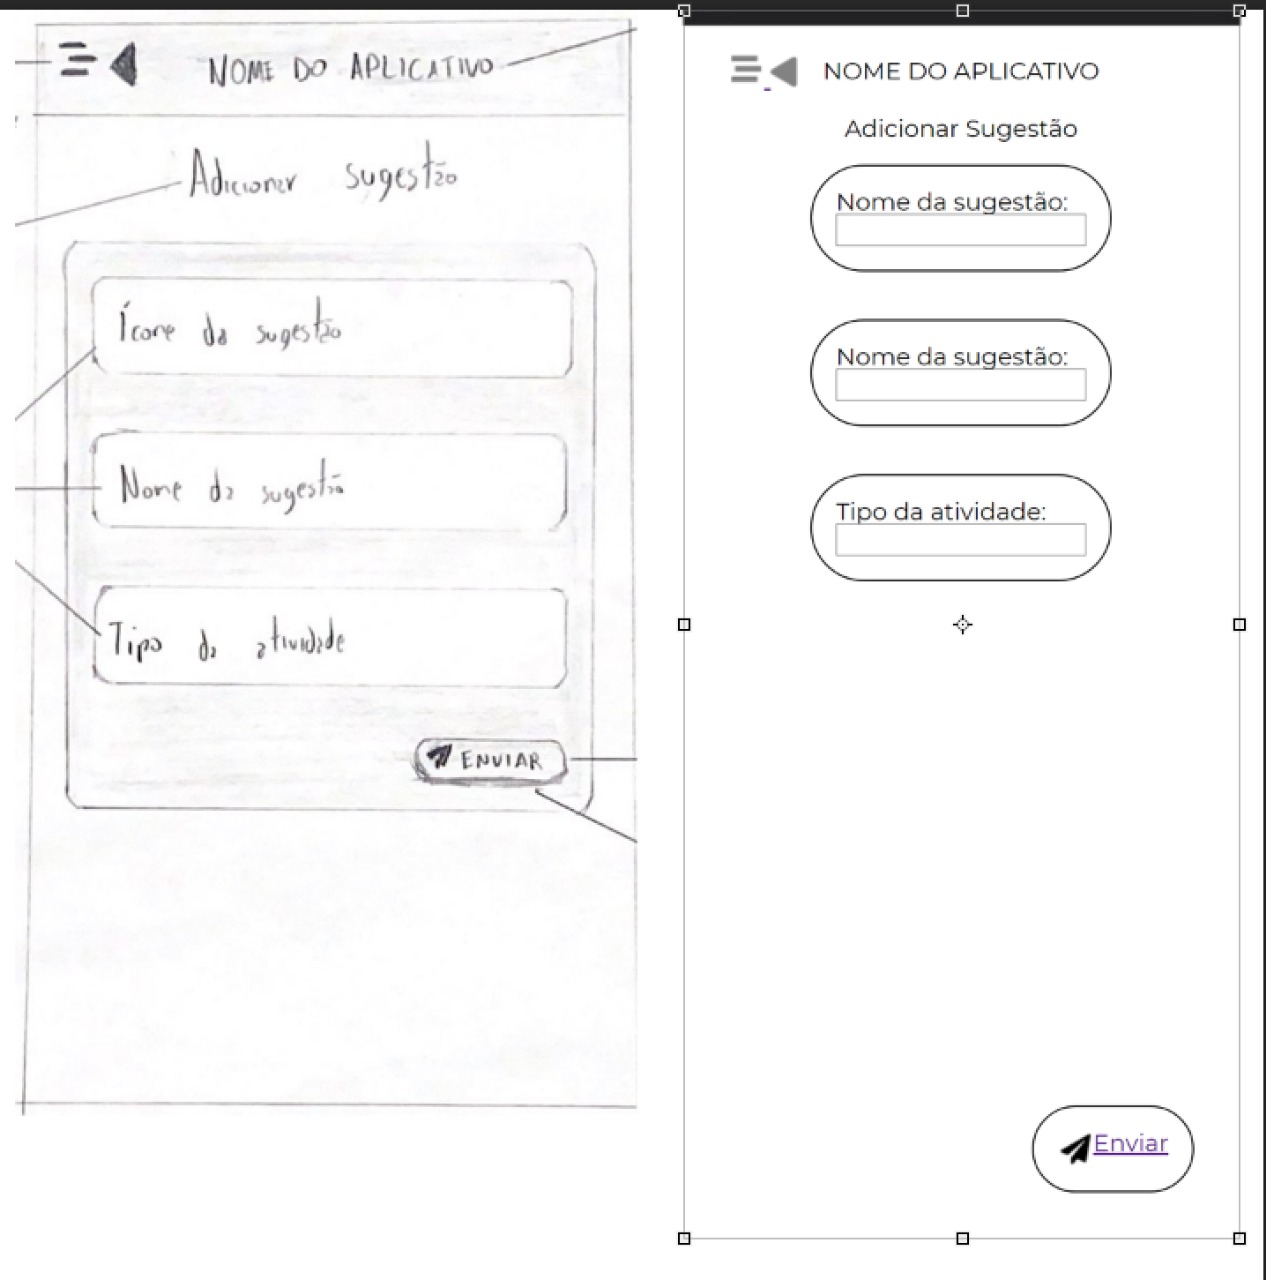 NOME DO APLICATIVO
Adicionar sugestão
Ícone da sugestão
Nome da sugestão
Tipo da atividade
ENVIAR
NOME DO APLICATIVO
Adicionar Sugestão
Nome da sugestão:
Nome da sugestão:
Tipo da atividade:
Enviar